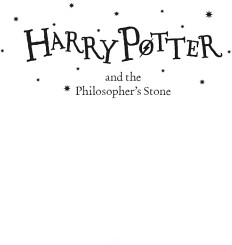 HARRY POTTER
and the
Philosopher's Stone